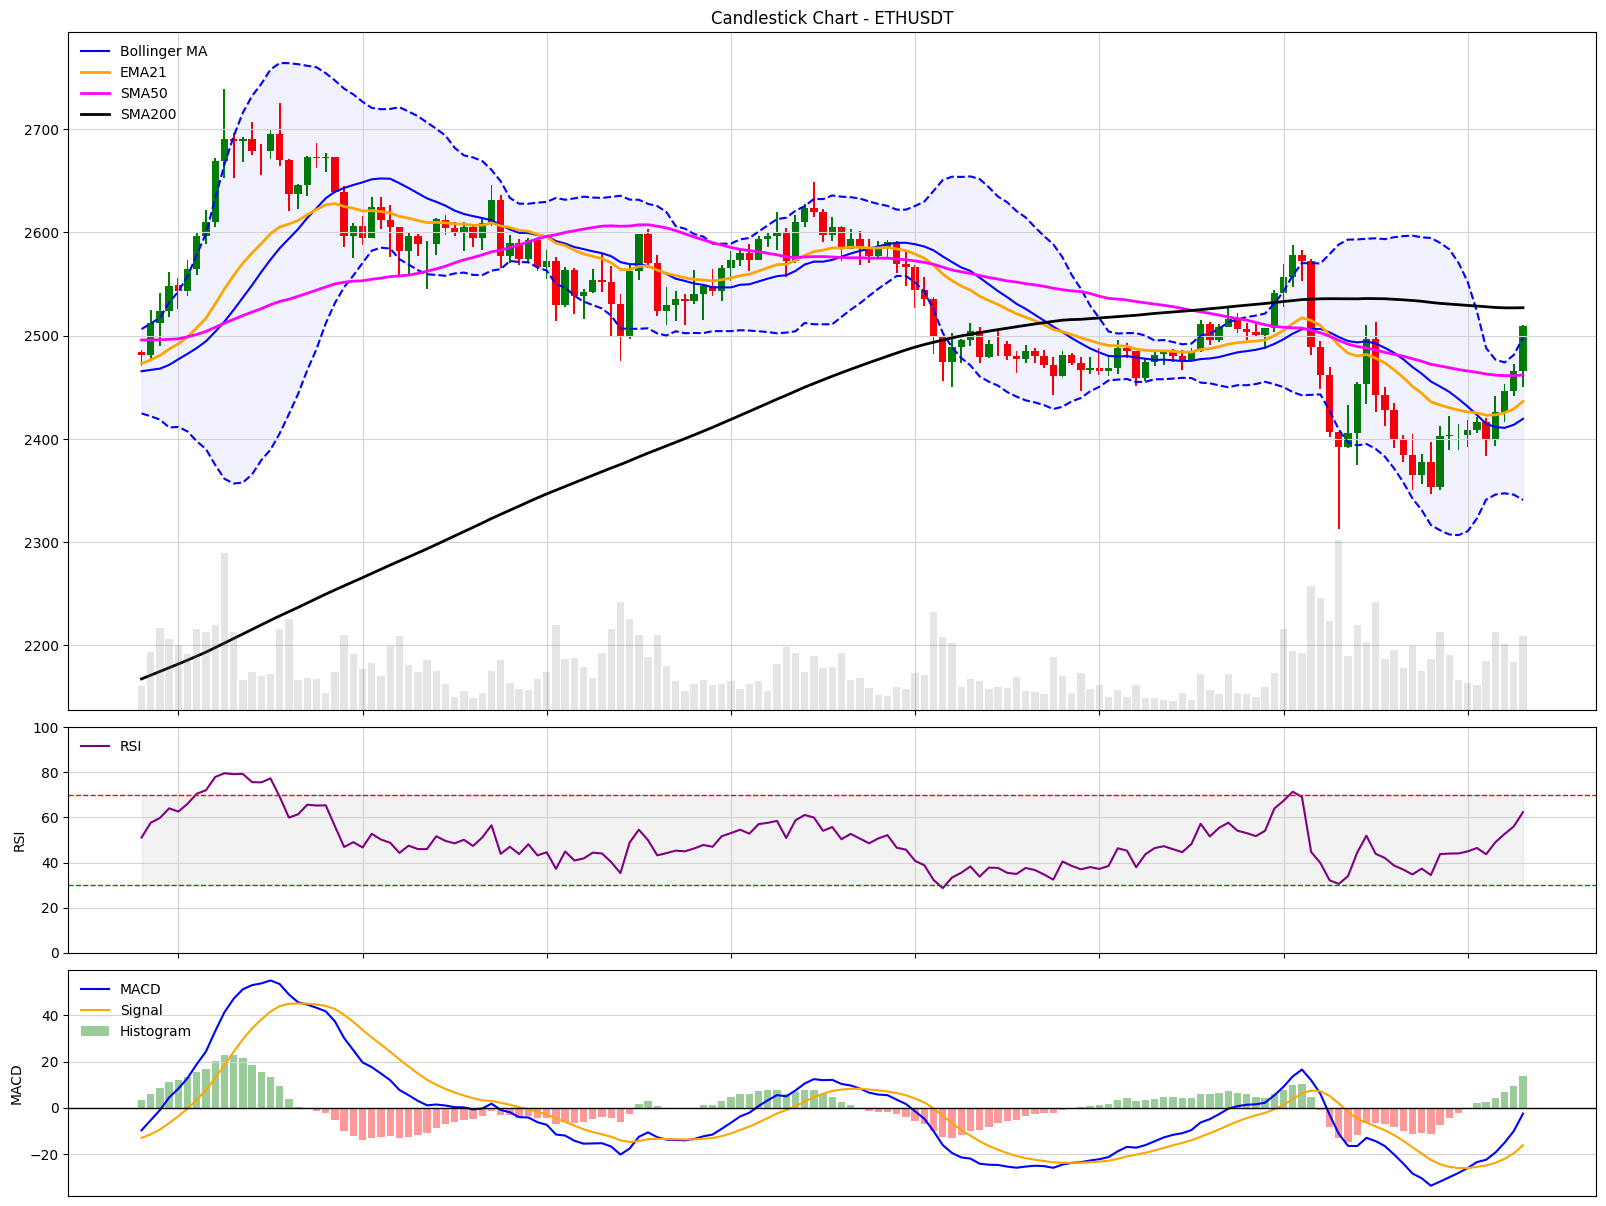 Candlestick Chart - ETHUSDT
Bollinger MA
EMA21
SMA50
SMA200
2700
2600
2500
2400
2300
2200
RSI
100
80
60
40
20
0
RSI
MACD
Signal
Histogram
40
20
0
−20
MACD